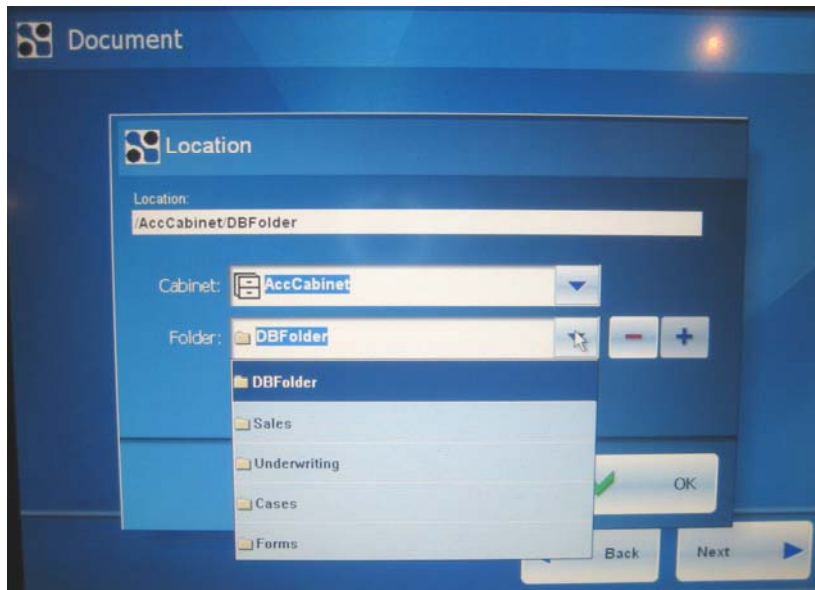 Document
Location
Location:
/AccCabinet/DBFolder
Cabinet: AccCabinet
Folder: DBFolder
DBFolder
Sales
Underwriting
Cases
Forms
OK
Back Next